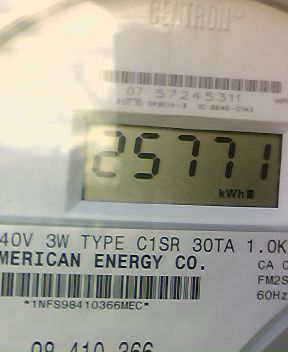 CENTRON®
07 57245311
25771
kWh
40V 3W TYPE C1SR 30TA 1.0K
MERICAN ENERGY CO.
CA 0
FM2S
60Hz
*1NFS98410366MEC*
98 410 366